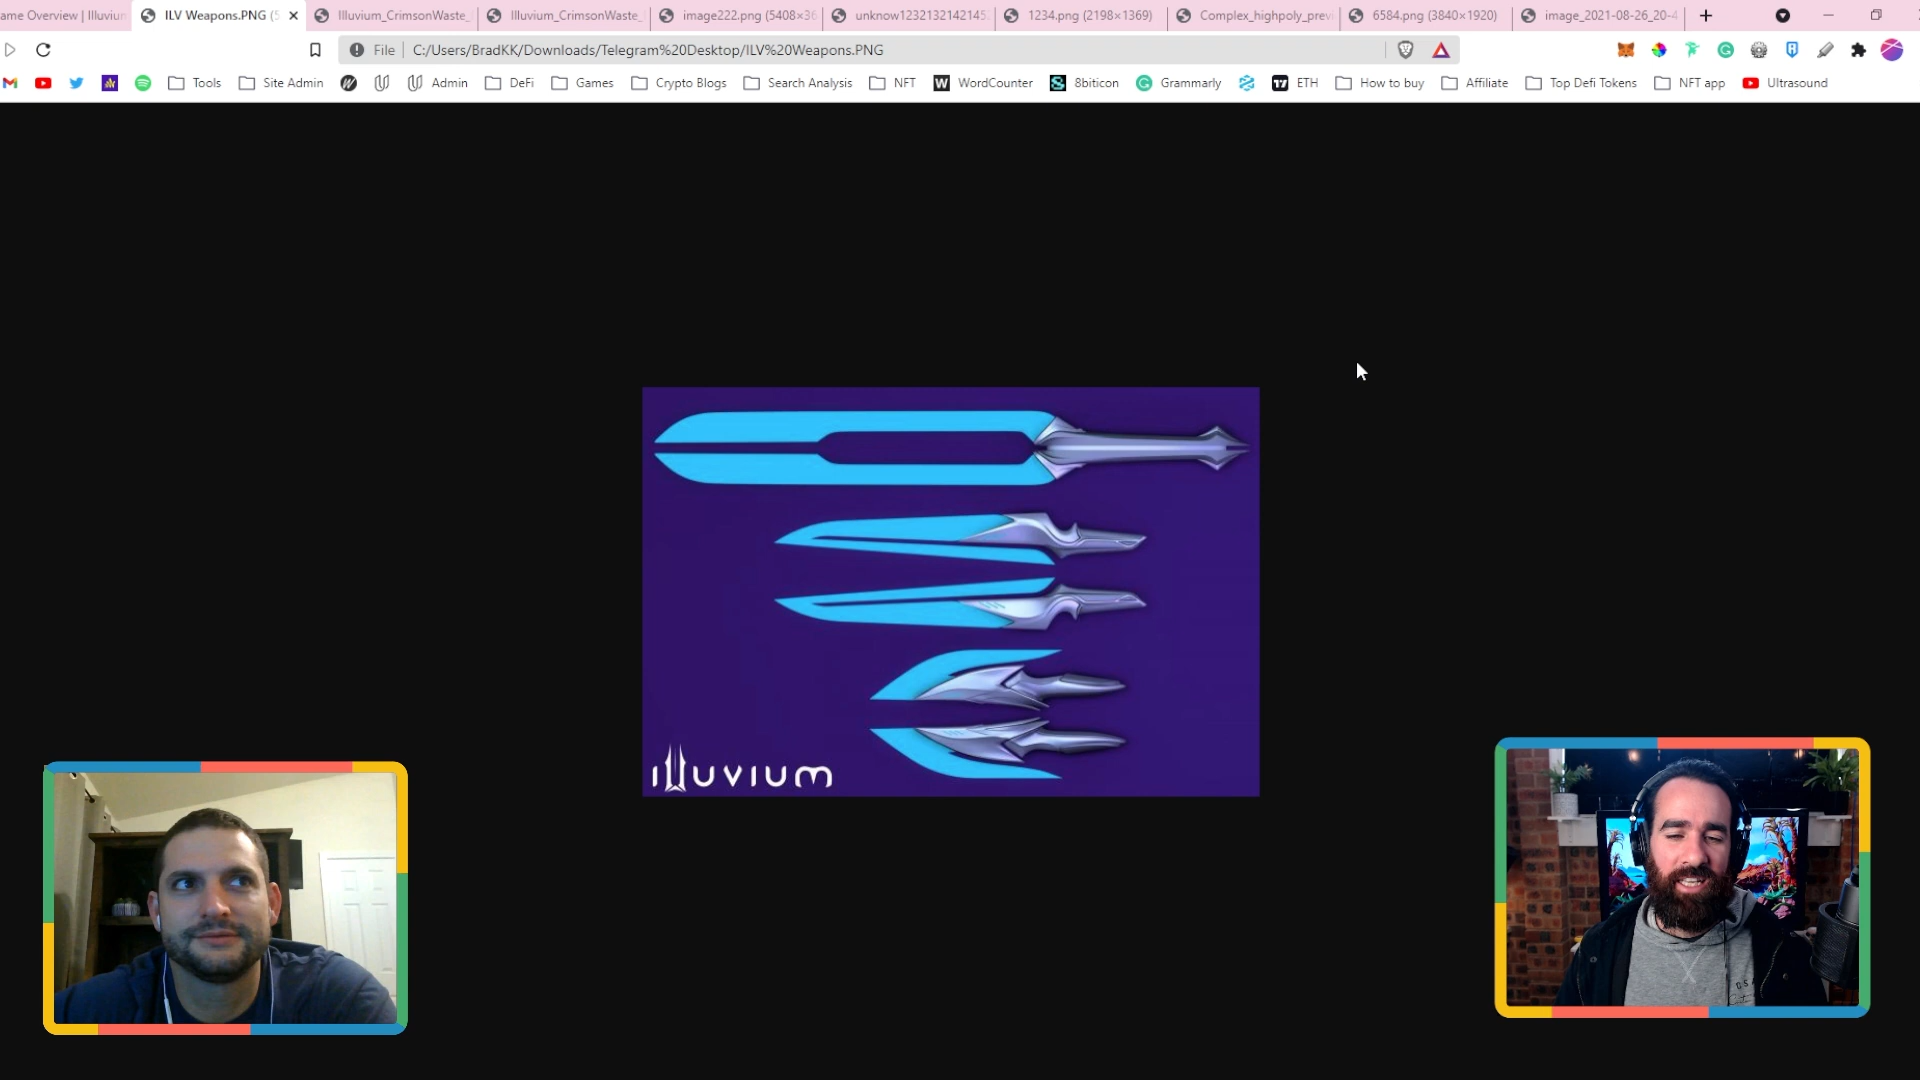 ame Overview | Illuvium
ILV Weapons.PNG (5
Illuvium_CrimsonWaste_
Illuvium_CrimsonWaste_
image222.png (5408×36
unknow1232132142145
1234.png (2198×1369)
Complex_highpoly_previ
6584.png (3840×1920)
image_2021-08-26_20-4
File
C:/Users/BradKK/Downloads/Telegram%20Desktop/ILV%20Weapons.PNG
Tools
Site Admin
Admin
DeFi
Games
Crypto Blogs
Search Analysis
NFT
WordCounter
8biticon
Grammarly
ETH
How to buy
Affiliate
Top Defi Tokens
NFT app
Ultrasound
illuvium